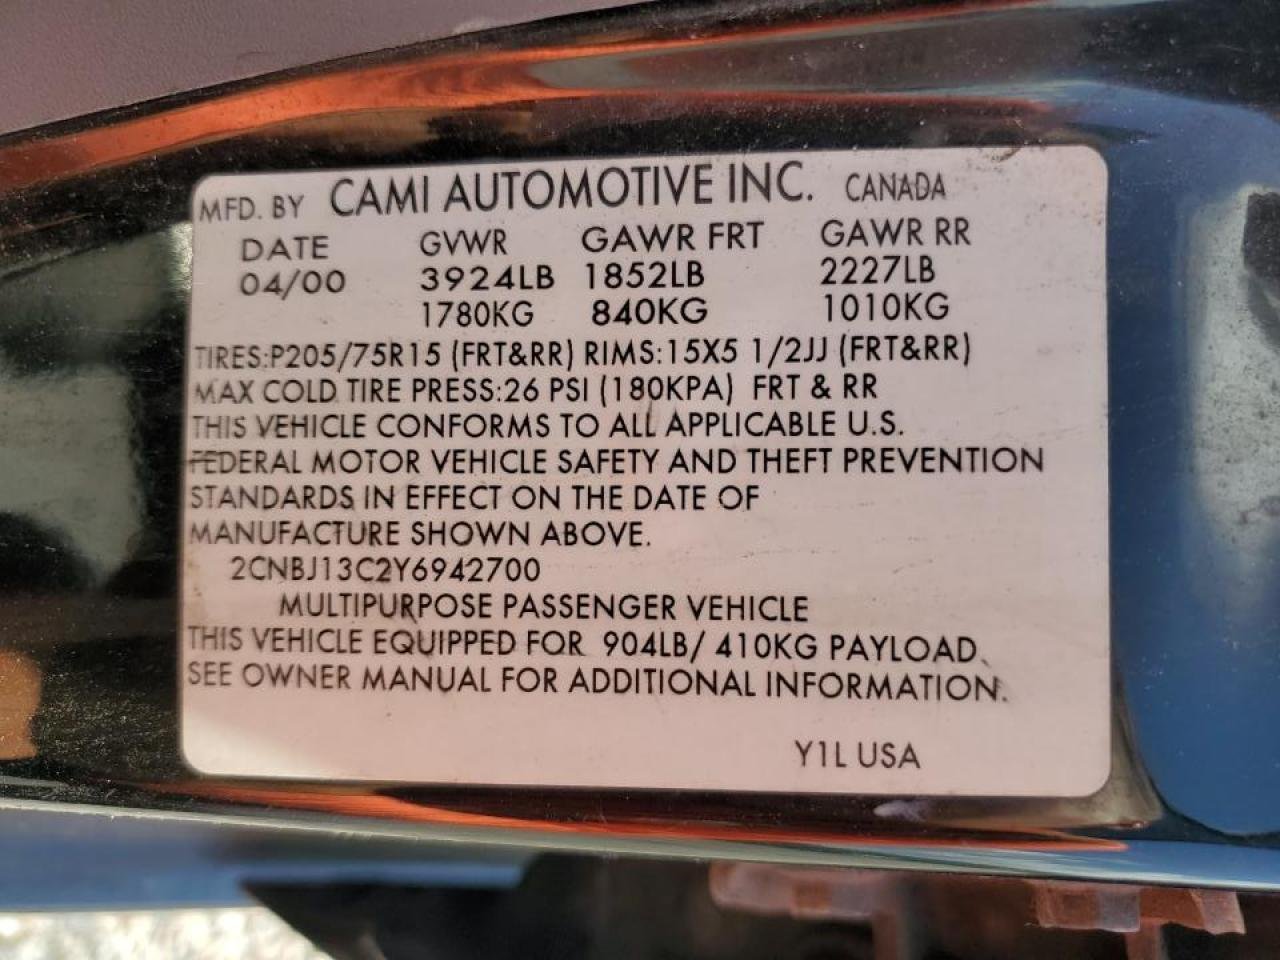 MFD. BY CAMI AUTOMOTIVE INC. CANADA
DATE GVWR GAWR FRT GAWR RR
04/00 3924LB 1852LB 2227LB
1780KG 840KG 1010KG
TIRES:P205/75R15 (FRT&RR) RIMS:15X5 1/2JJ (FRT&RR)
MAX COLD TIRE PRESS:26 PSI (180KPA) FRT & RR
THIS VEHICLE CONFORMS TO ALL APPLICABLE U.S.
FEDERAL MOTOR VEHICLE SAFETY AND THEFT PREVENTION
STANDARDS IN EFFECT ON THE DATE OF
MANUFACTURE SHOWN ABOVE.
2CNBJ13C2Y6942700
MULTIPURPOSE PASSENGER VEHICLE
THIS VEHICLE EQUIPPED FOR 904LB/ 410KG PAYLOAD.
SEE OWNER MANUAL FOR ADDITIONAL INFORMATION.
Y1L USA